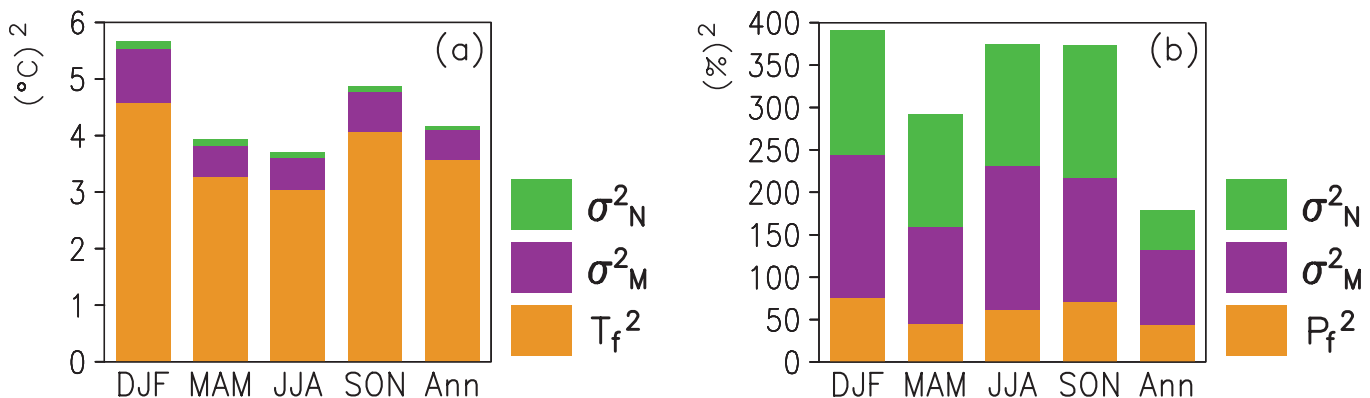 (°C)²
6
5
4
3
2
1
0
(a)
DJF MAM JJA SON Ann
σ²N
σ²M
Tf²
(%)²
400
350
300
250
200
150
100
50
0
(b)
DJF MAM JJA SON Ann
σ²N
σ²M
Pf²